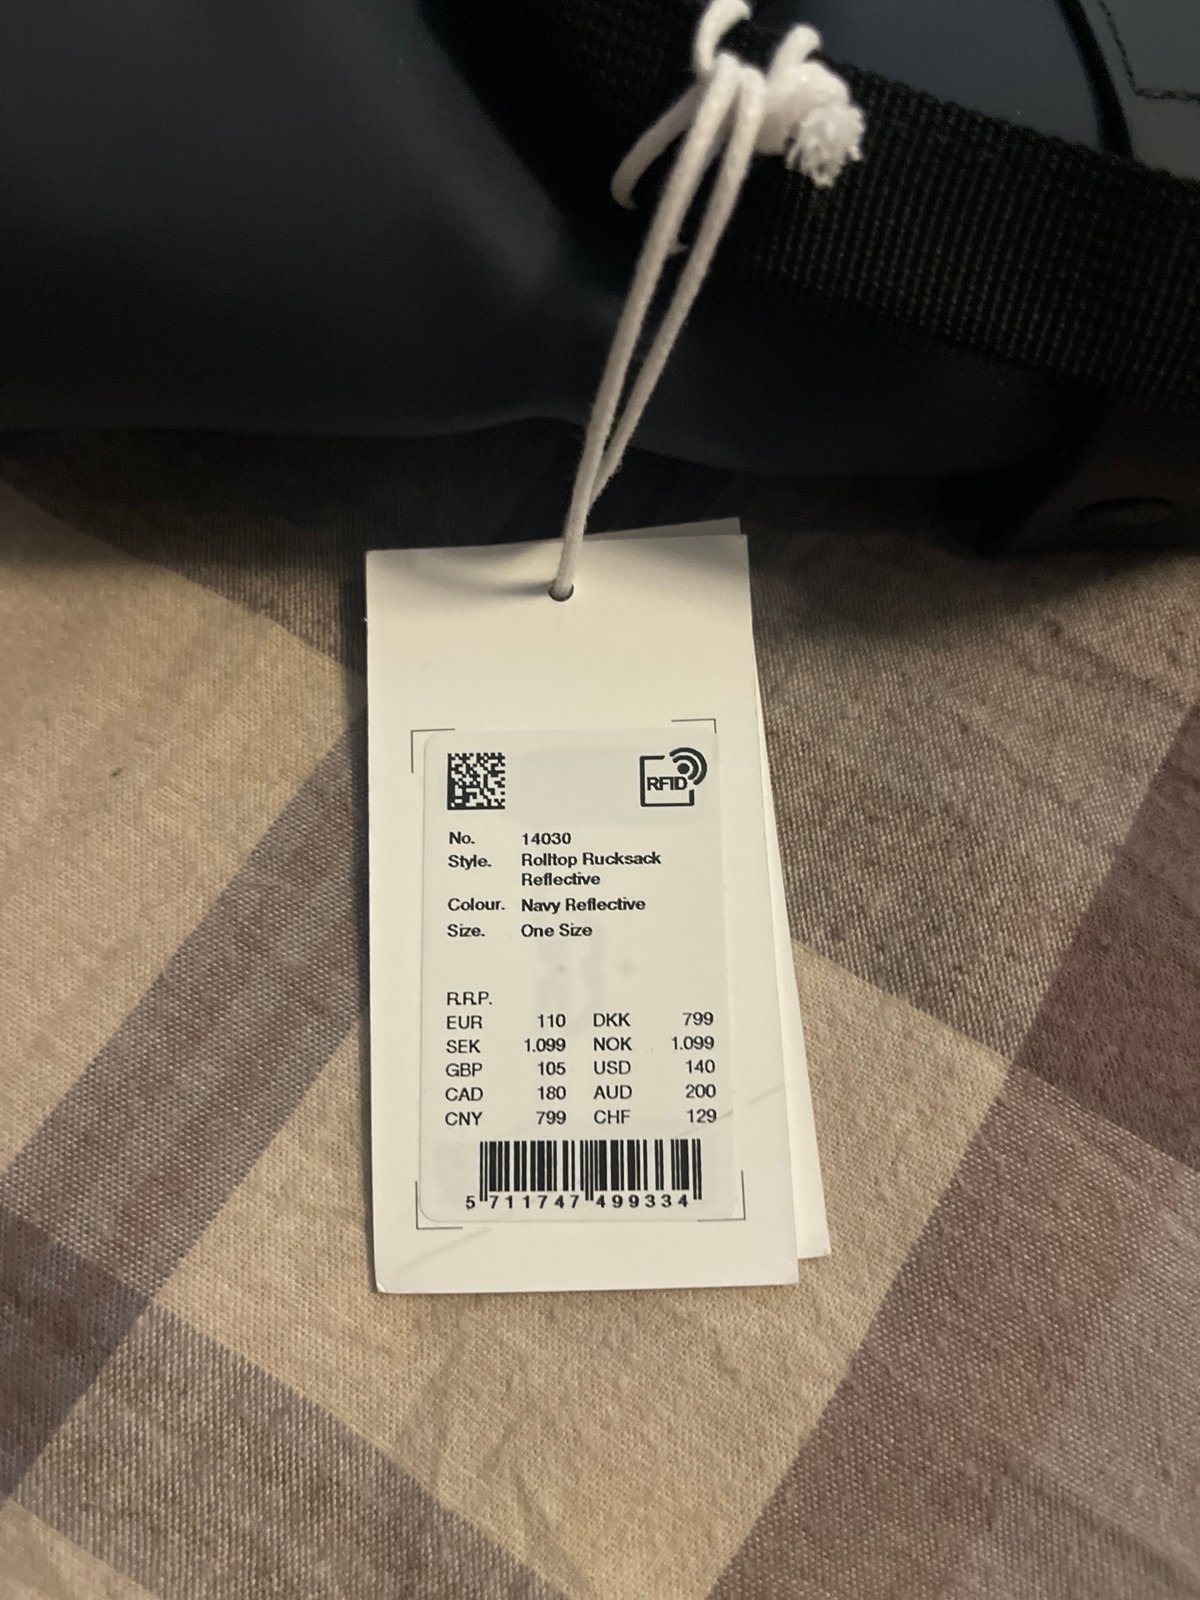 RFID
No. 14030
Style. Rolltop Rucksack
Reflective
Colour. Navy Reflective
Size. One Size
R.R.P.
EUR 110 DKK 799
SEK 1.099 NOK 1.099
GBP 105 USD 140
CAD 180 AUD 200
CNY 799 CHF 129
5 711747 499334